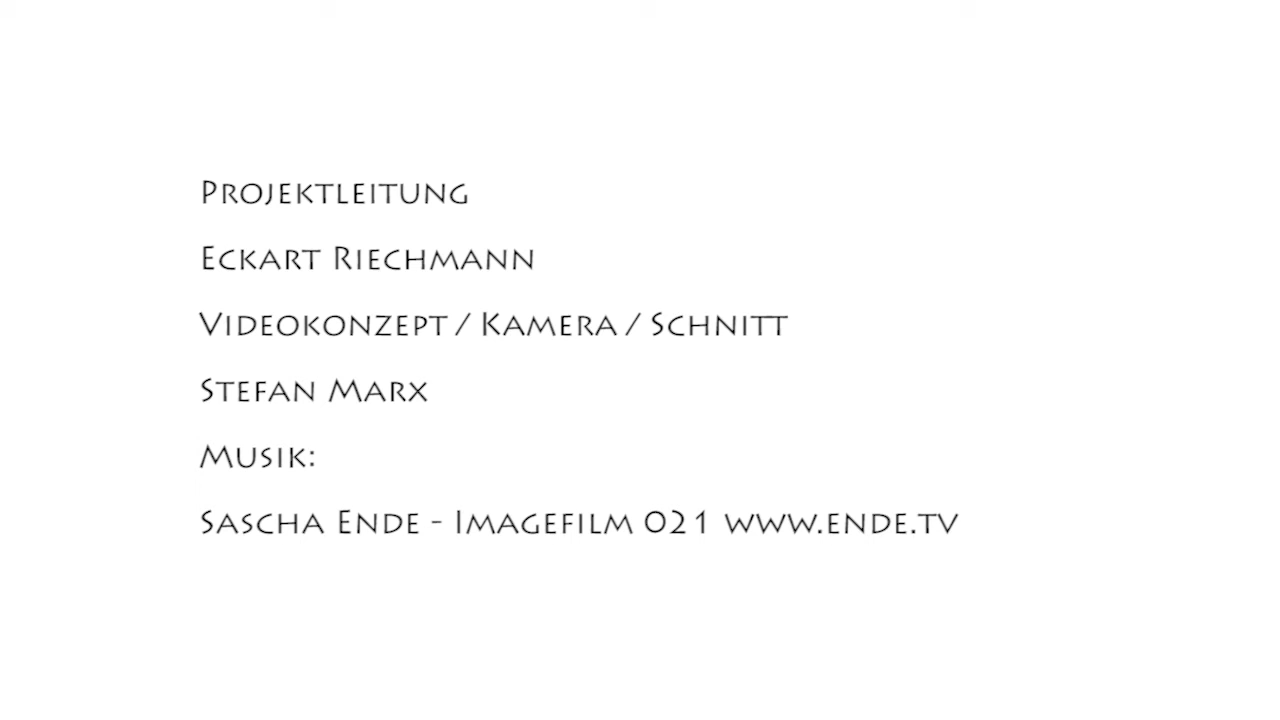 Projektleitung
Eckart Riechmann
Videokonzept / Kamera / Schnitt
Stefan Marx
Musik:
Sascha Ende - Imagefilm 021 www.ende.tv